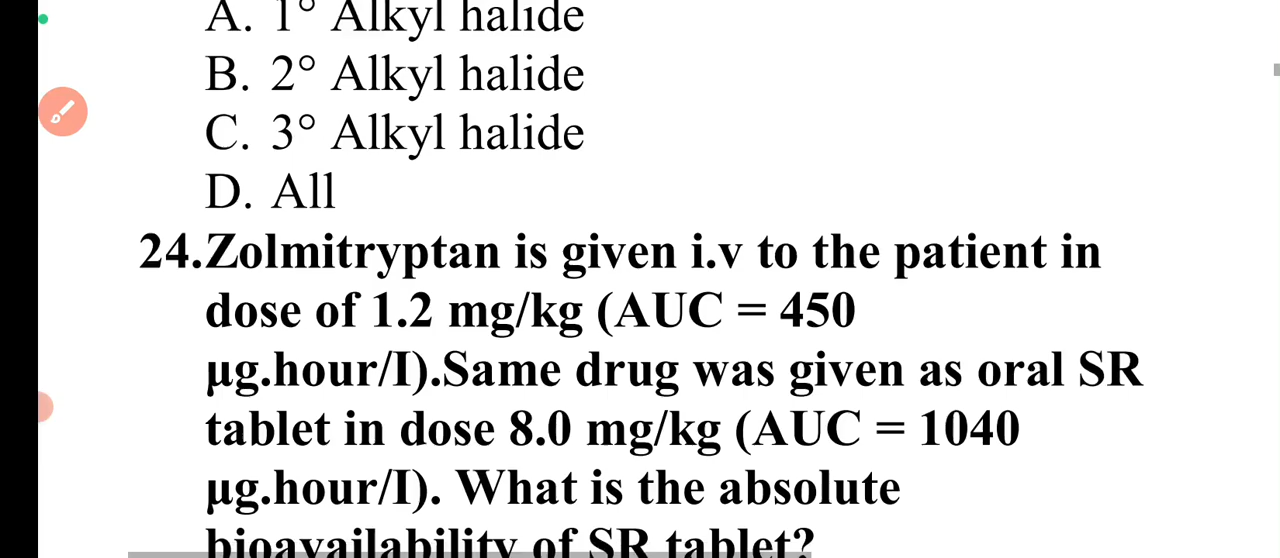 A. 1° Alkyl halide
B. 2° Alkyl halide
C. 3° Alkyl halide
D. All
24.Zolmitryptan is given i.v to the patient in
dose of 1.2 mg/kg (AUC = 450
µg.hour/I).Same drug was given as oral SR
tablet in dose 8.0 mg/kg (AUC = 1040
µg.hour/I). What is the absolute
bioavailability of SR tablet?